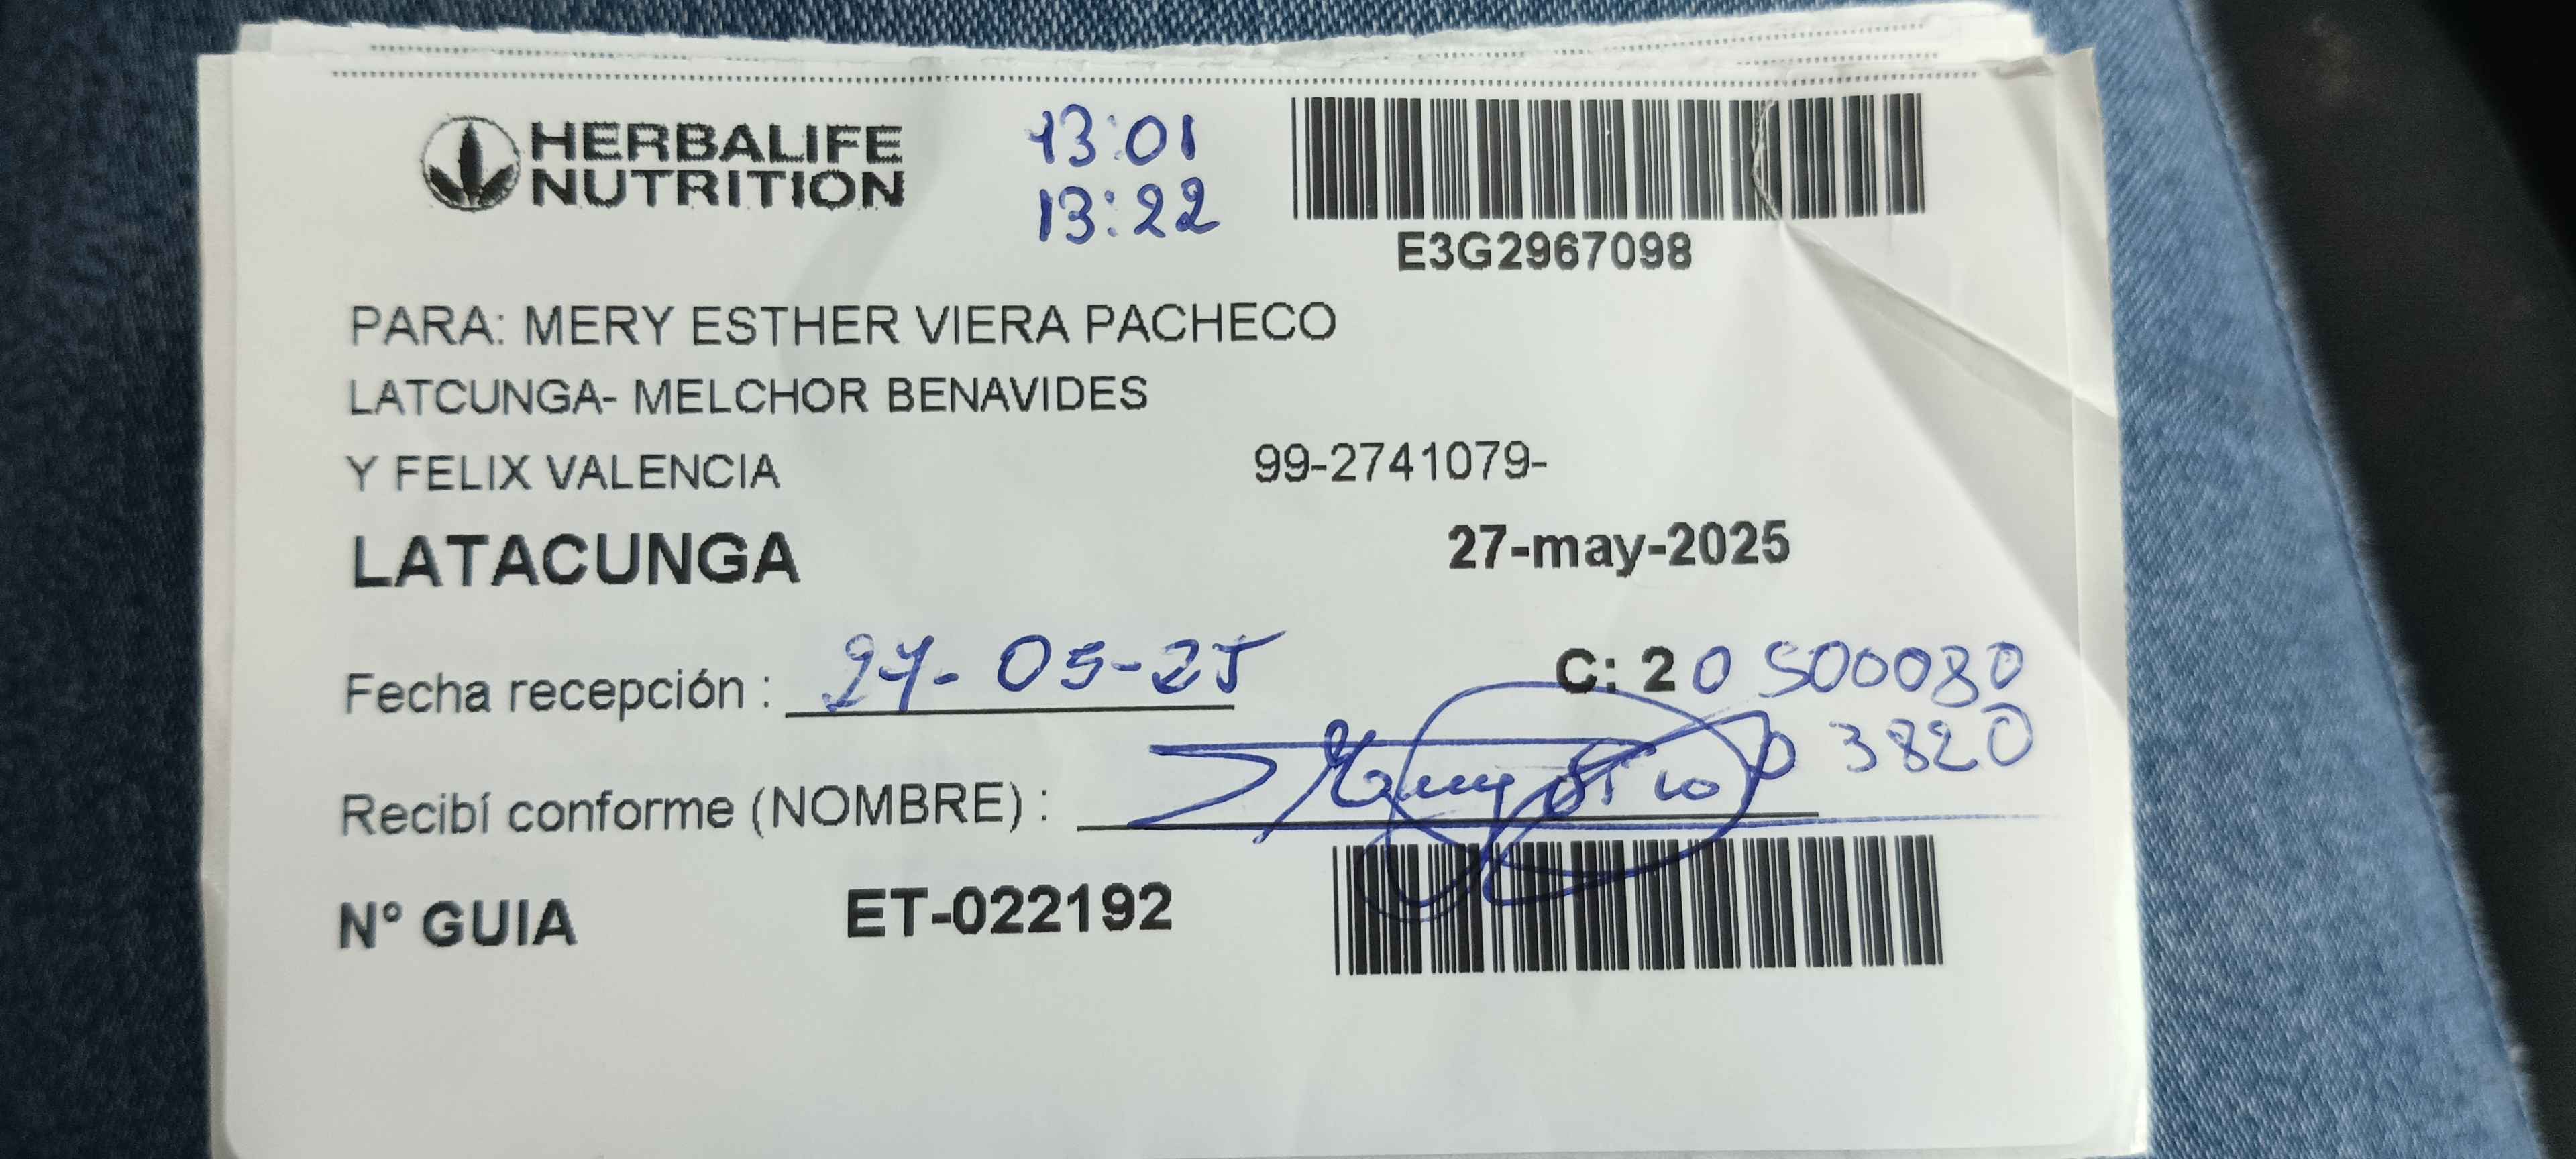 HERBALIFE
NUTRITION
13:01
13:22
E3G2967098
PARA: MERY ESTHER VIERA PACHECO
LATCUNGA- MELCHOR BENAVIDES
Y FELIX VALENCIA 99-2741079-
LATACUNGA 27-may-2025
Fecha recepción : 27-05-25 C: 20500080
3820
Recibí conforme (NOMBRE) :
N° GUIA ET-022192